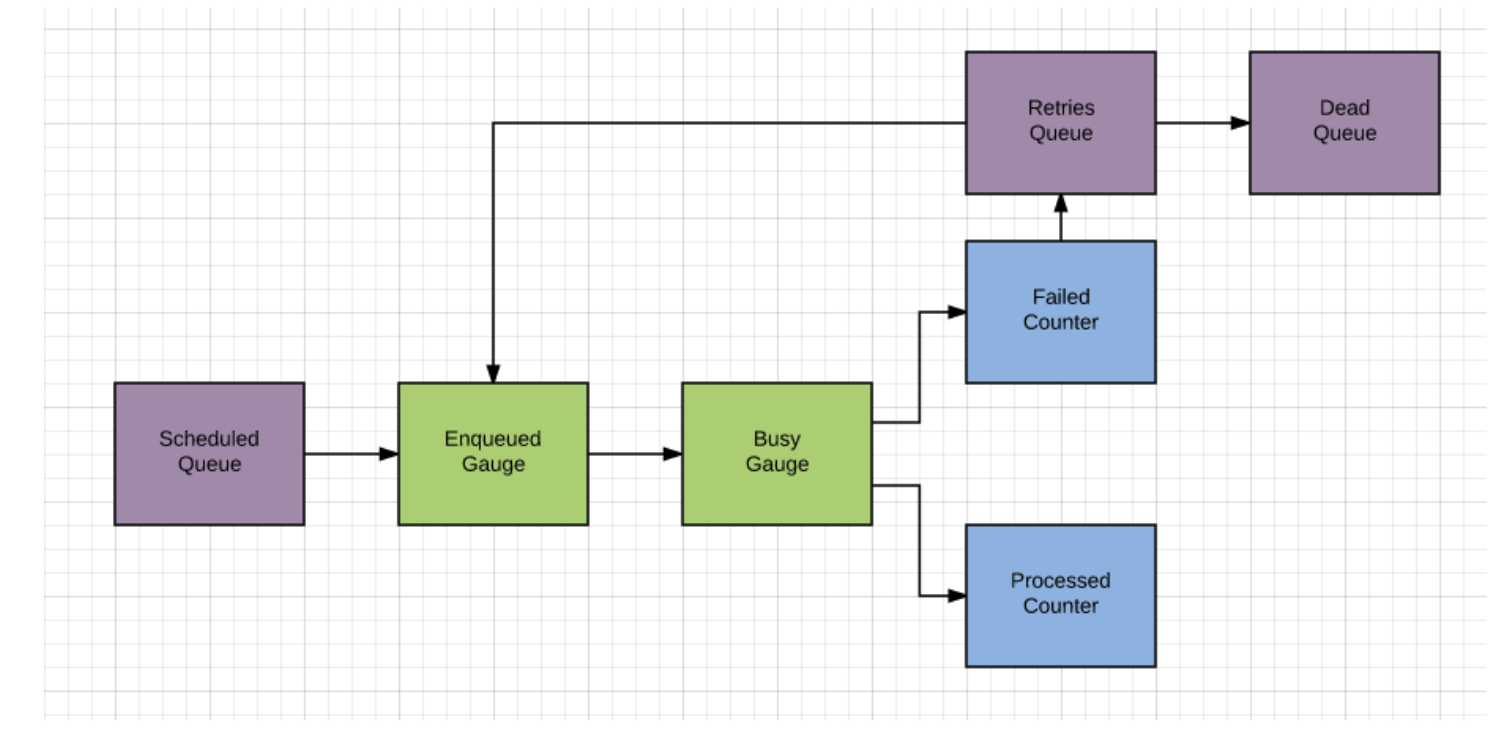 Retries
Queue
Dead
Queue
Failed
Counter
Scheduled
Queue
Enqueued
Gauge
Busy
Gauge
Processed
Counter